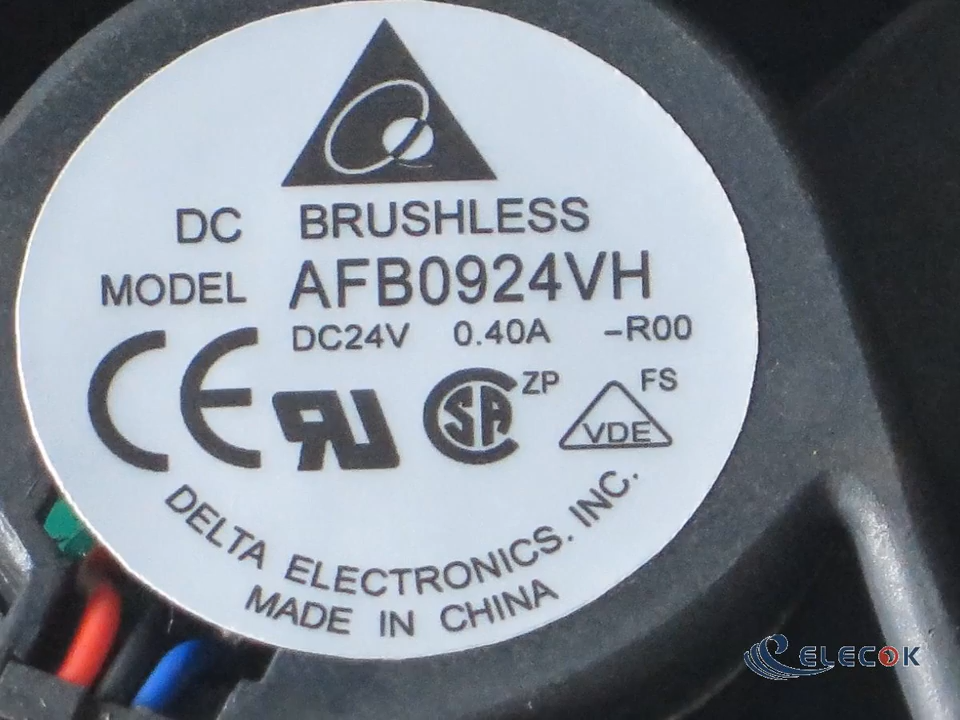 DC BRUSHLESS
MODEL AFB0924VH
DC24V 0.40A -R00
CE RU SA ZP VDE FS
DELTA ELECTRONICS. INC.
MADE IN CHINA
ELECOK